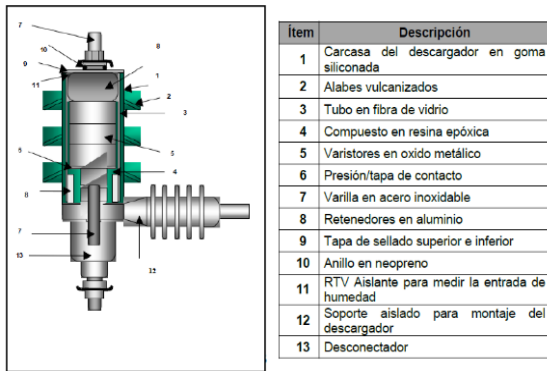 7
10
9
11
8
1
2
3
5
6
4
8
7
13
12
Ítem Descripción
1 Carcasa del descargador en goma
siliconada
2 Alabes vulcanizados
3 Tubo en fibra de vidrio
4 Compuesto en resina epóxica
5 Varistores en oxido metálico
6 Presión/tapa de contacto
7 Varilla en acero inoxidable
8 Retenedores en aluminio
9 Tapa de sellado superior e inferior
10 Anillo en neopreno
11 RTV Aislante para medir la entrada de
humedad
12 Soporte aislado para montaje del
descargador
13 Desconectador